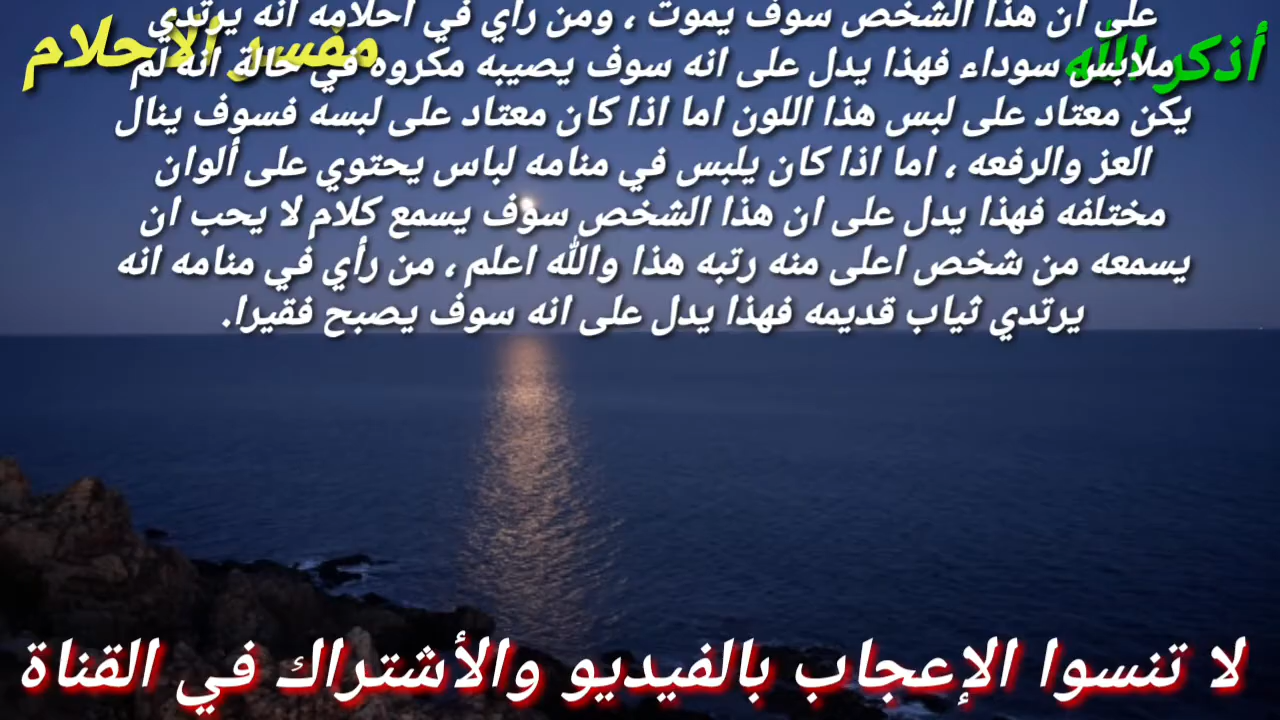 على ان هذا الشخص سوف يموت ، ومن رأي في احلامه انه يرتدي
أذكر الله
مفسر الاحلام
ملابس سوداء فهذا يدل على انه سوف يصيبه مكروه في حالة انه لم
يكن معتاد على لبس هذا اللون اما اذا كان معتاد على لبسه فسوف ينال
العز والرفعه ، اما اذا كان يلبس في منامه لباس يحتوي على ألوان
مختلفه فهذا يدل على ان هذا الشخص سوف يسمع كلام لا يحب ان
يسمعه من شخص اعلى منه رتبه هذا والله اعلم ، من رأي في منامه انه
يرتدي ثياب قديمه فهذا يدل على انه سوف يصبح فقيرا.
لا تنسوا الإعجاب بالفيديو والأشتراك في القناة